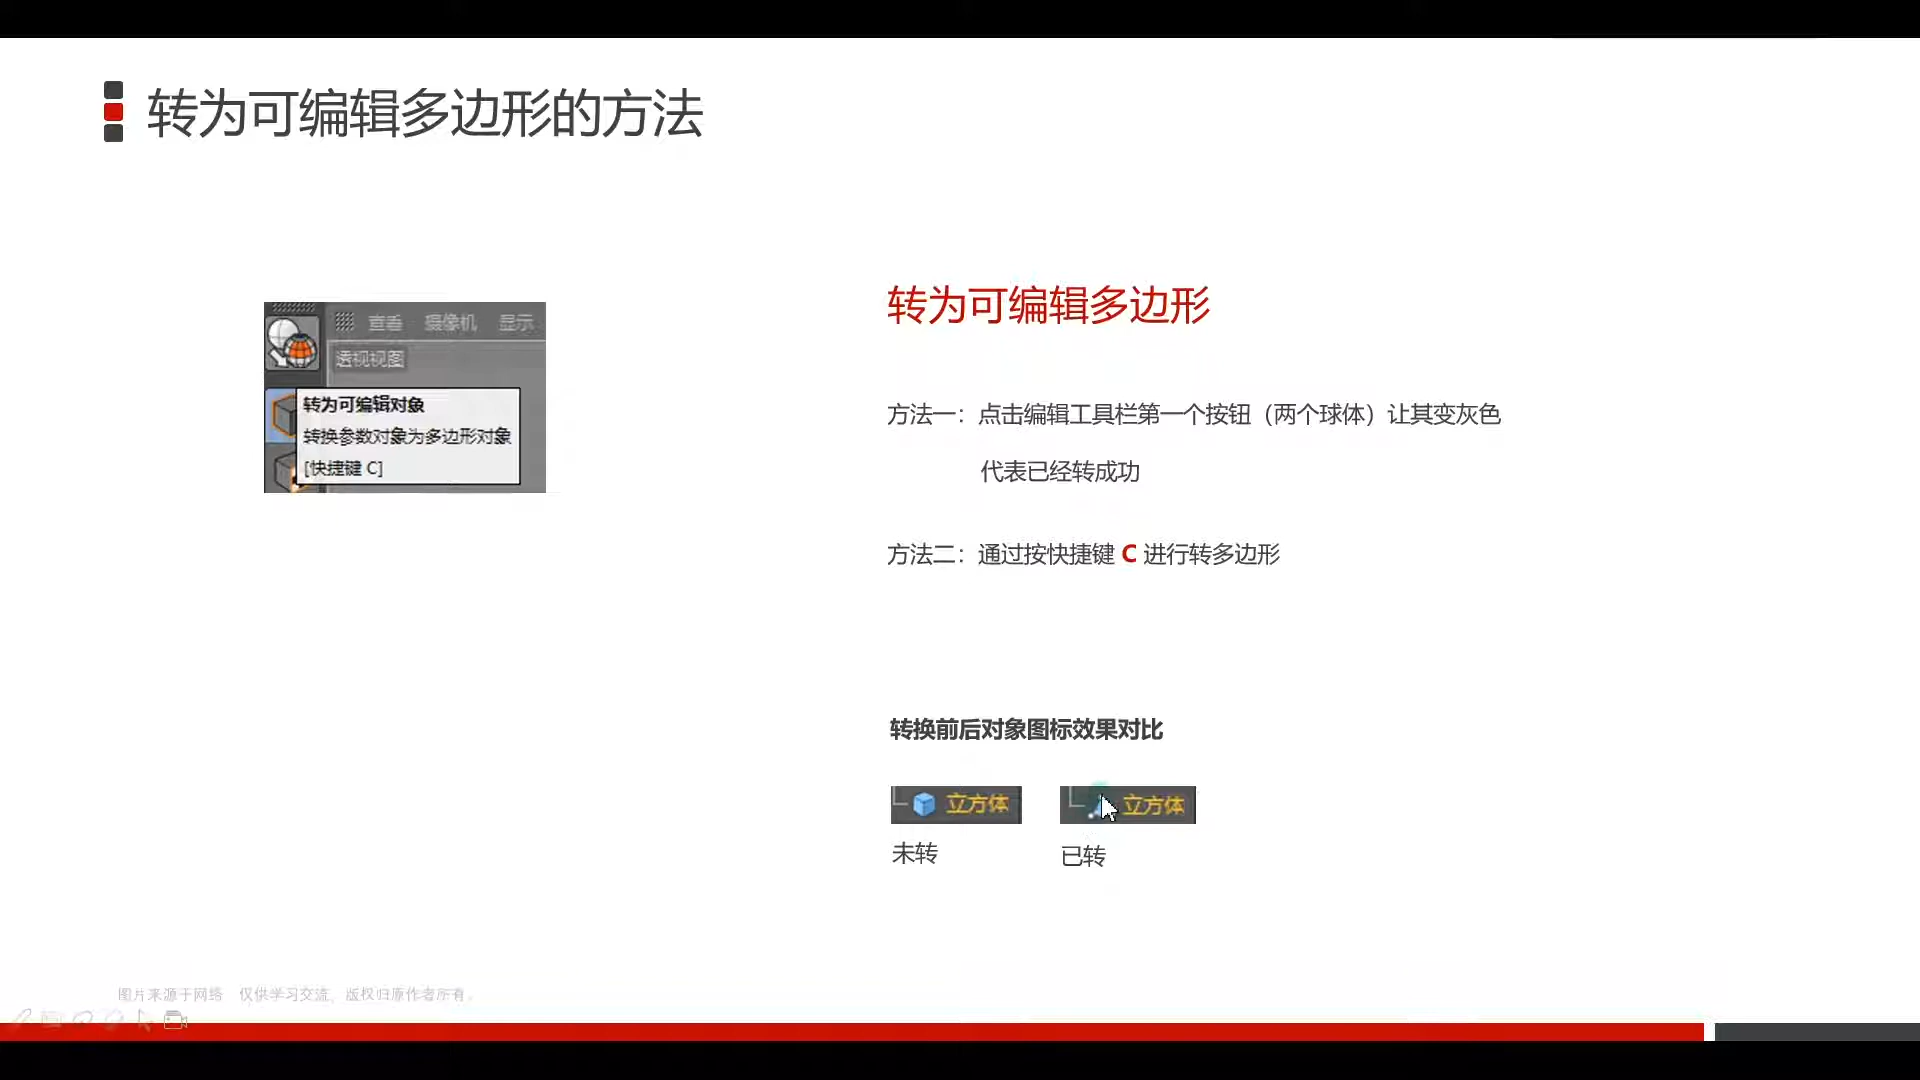 转为可编辑多边形的方法
查看 摄像机 显示
透视视图
转为可编辑对象
转换参数对象为多边形对象
[快捷键 C]
转为可编辑多边形
方法一：点击编辑工具栏第一个按钮（两个球体）让其变灰色
代表已经转成功
方法二：通过按快捷键 C 进行转多边形
转换前后对象图标效果对比
立方体 立方体
未转 已转
图片来源于网络 仅供学习交流，版权归原作者所有。